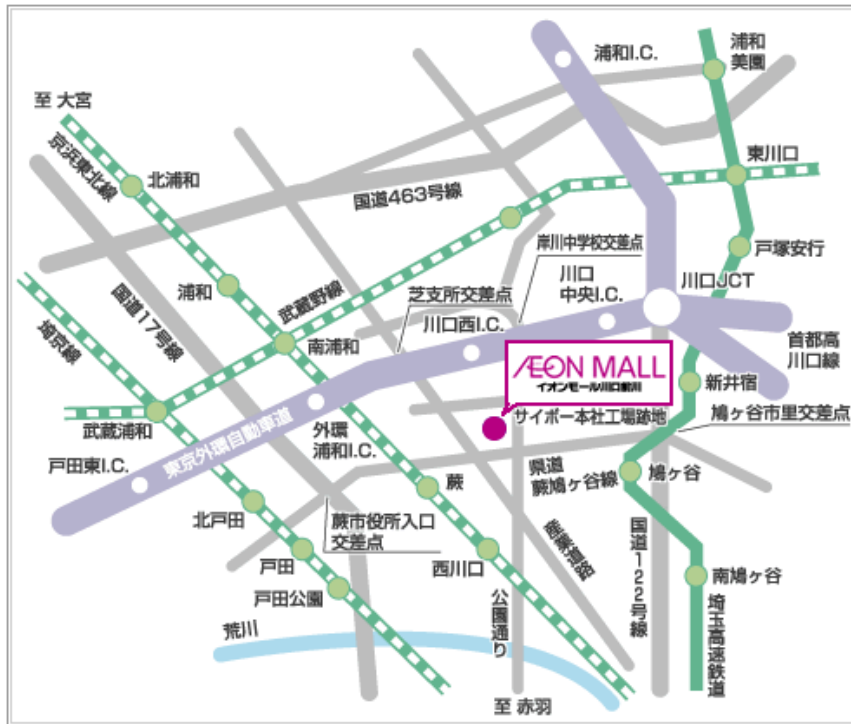 浦和I.C.
浦和
美園
至 大宮
京浜東北線
北浦和
東川口
国道463号線
岸川中学校交差点
戸塚安行
川口
中央I.C.
川口JCT
浦和
武蔵野線
芝支所交差点
国道17号線
川口西I.C.
埼京線
南浦和
首都高
川口線
ÆON MALL
イオンモール川口前川
新井宿
サイボー本社工場跡地
鳩ヶ谷市里交差点
武蔵浦和
外環
浦和I.C.
東京外環自動車道
戸田東I.C.
県道
蕨鳩ヶ谷線
鳩ヶ谷
蕨
北戸田
蕨市役所入口
交差点
産業道路
国道122号線
戸田
西川口
南鳩ヶ谷
戸田公園
公園通り
埼玉高速鉄道
荒川
至 赤羽